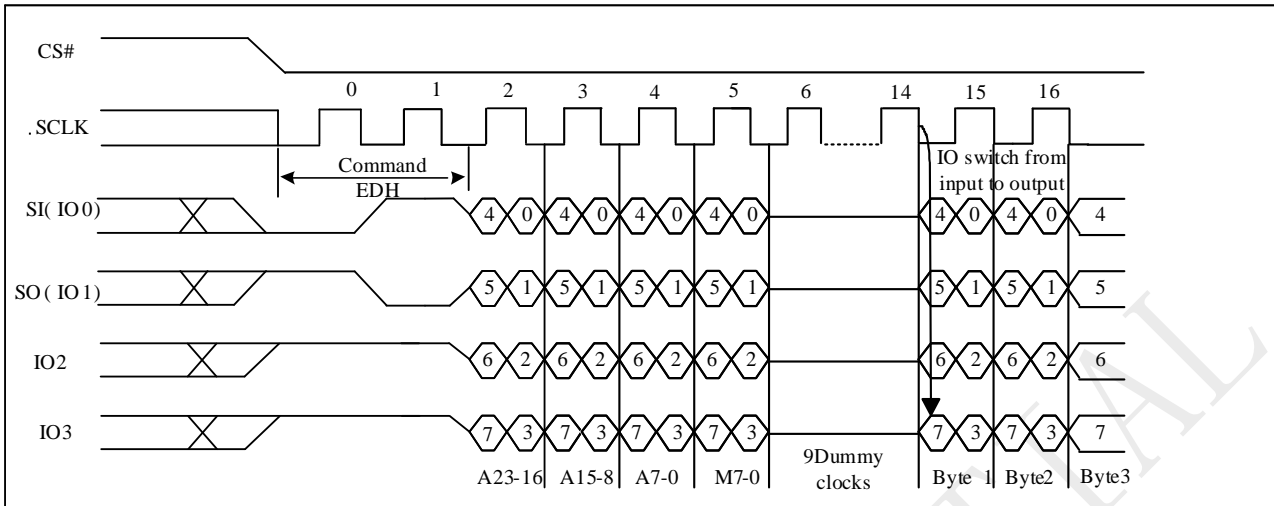 CS#
0 1 2 3 4 5 6 14 15 16
.SCLK
Command
EDH
IO switch from
input to output
SI( IO0) 4 0 4 0 4 0 4 0 4 0 4 0 4
SO ( IO1) 5 1 5 1 5 1 5 1 5 1 5 1 5
IO2 6 2 6 2 6 2 6 2 6 2 6 2 6
IO3 7 3 7 3 7 3 7 3 7 3 7 3 7
A23-16 A15-8 A7-0 M7-0
9Dummy
clocks
Byte 1 Byte2 Byte3
TIAL